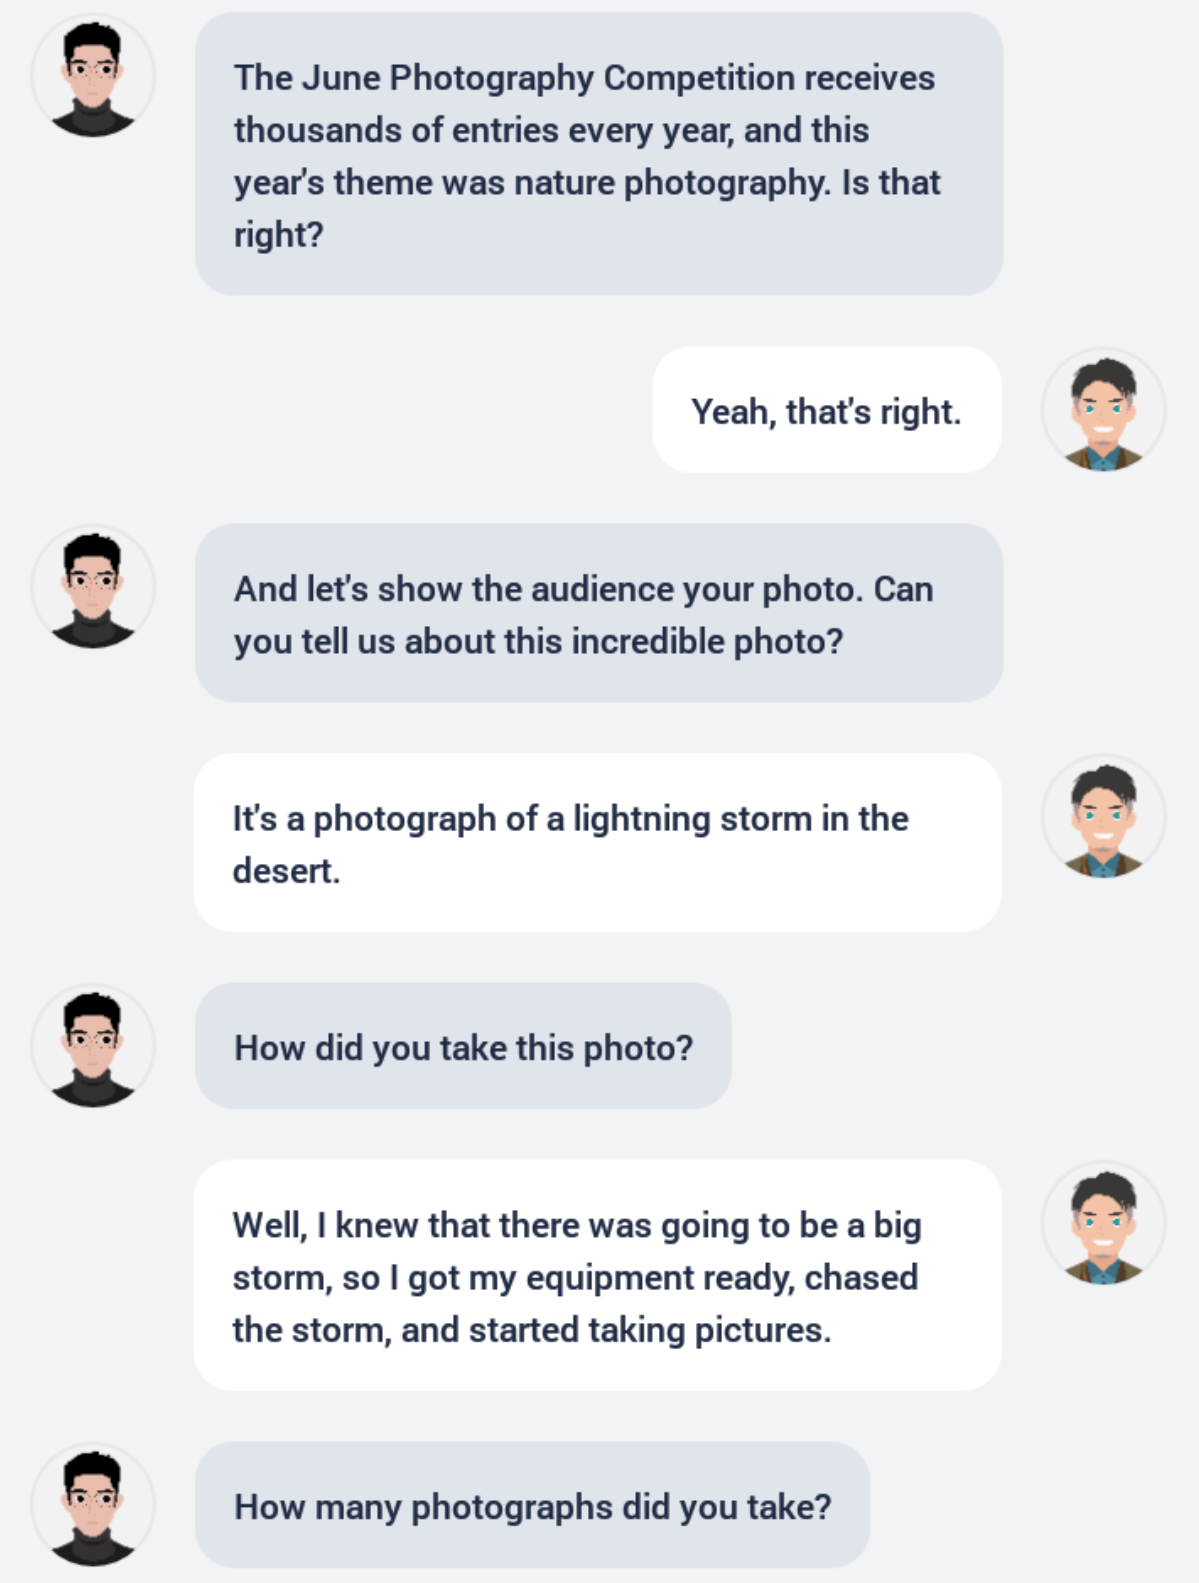 The June Photography Competition receives
thousands of entries every year, and this
year's theme was nature photography. Is that
right?
Yeah, that's right.
And let's show the audience your photo. Can
you tell us about this incredible photo?
It's a photograph of a lightning storm in the
desert.
How did you take this photo?
Well, I knew that there was going to be a big
storm, so I got my equipment ready, chased
the storm, and started taking pictures.
How many photographs did you take?